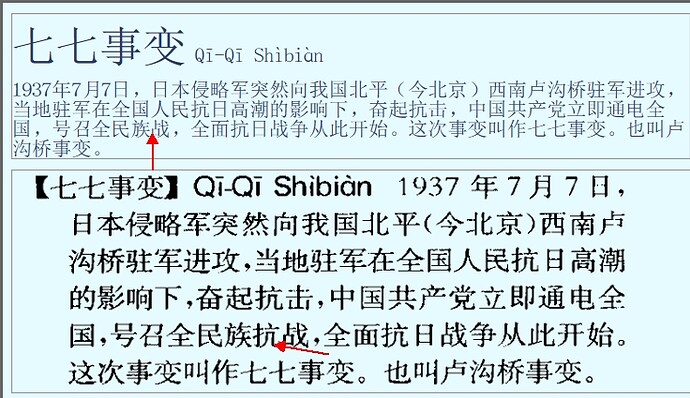 七七事变 Qī-Qī Shìbiàn
1937年7月7日，日本侵略军突然向我国北平（今北京）西南卢沟桥驻军进攻，
当地驻军在全国人民抗日高潮的影响下，奋起抗击，中国共产党立即通电全
国，号召全民族战，全面抗日战争从此开始。这次事变叫作七七事变。也叫卢
沟桥事变。
【七七事变】Qī-Qī Shìbiàn 1937 年 7 月 7 日，
日本侵略军突然向我国北平(今北京)西南卢
沟桥驻军进攻，当地驻军在全国人民抗日高潮
的影响下，奋起抗击，中国共产党立即通电全
国，号召全民族抗战，全面抗日战争从此开始。
这次事变叫作七七事变。也叫卢沟桥事变。